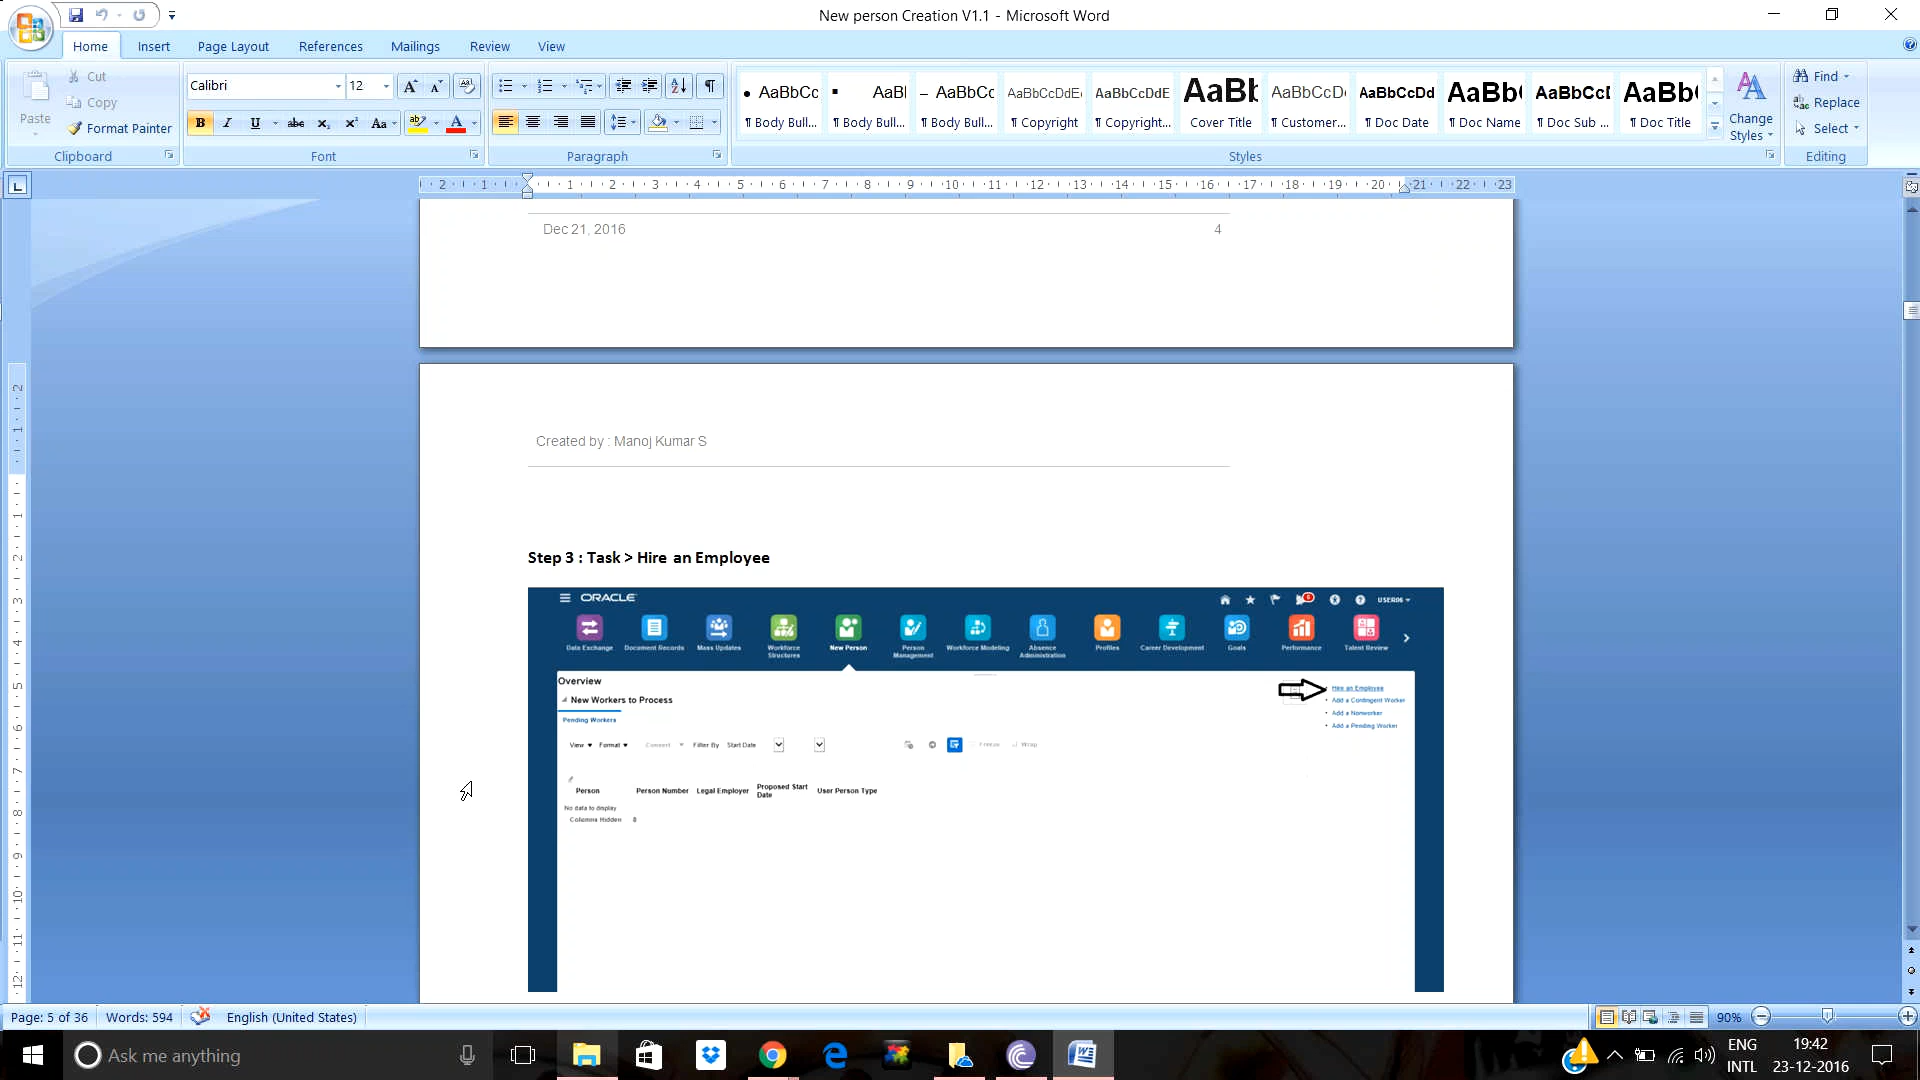 New person Creation V1.1 - Microsoft Word
Home Insert Page Layout References Mailings Review View
Paste
Cut
Copy
Format Painter
Clipboard
Calibri 12
Font
Paragraph
AaBbCc AaBl AaBbCc AaBbCcDdE AaBbCcDdE AaBb AaBbCcD AaBbCcDd AaBb AaBbCc AaBb
¶ Body Bull... ¶ Body Bull... ¶ Body Bull... ¶ Copyright ¶ Copyright... Cover Title ¶ Customer... ¶ Doc Date ¶ Doc Name ¶ Doc Sub ... ¶ Doc Title
Change Styles
Styles
Find
Replace
Select
Editing
Dec 21, 2016 4
Created by : Manoj Kumar S
Step 3 : Task > Hire an Employee
ORACLE
USER06
Data Exchange Document Records Mass Updates Workforce Structures New Person Person Management Workforce Modeling Absence Administration Profiles Career Development Goals Performance Talent Review
Overview
New Workers to Process
Pending Workers
Hire an Employee
Add a Contingent Worker
Add a Nonworker
Add a Pending Worker
View Format Convert Filter By Start Date Freeze Wrap
Person Person Number Legal Employer Proposed Start Date User Person Type
No data to display
Columns Hidden 8
Page: 5 of 36 Words: 594 English (United States) 90%
Ask me anything
ENG
INTL
19:42
23-12-2016